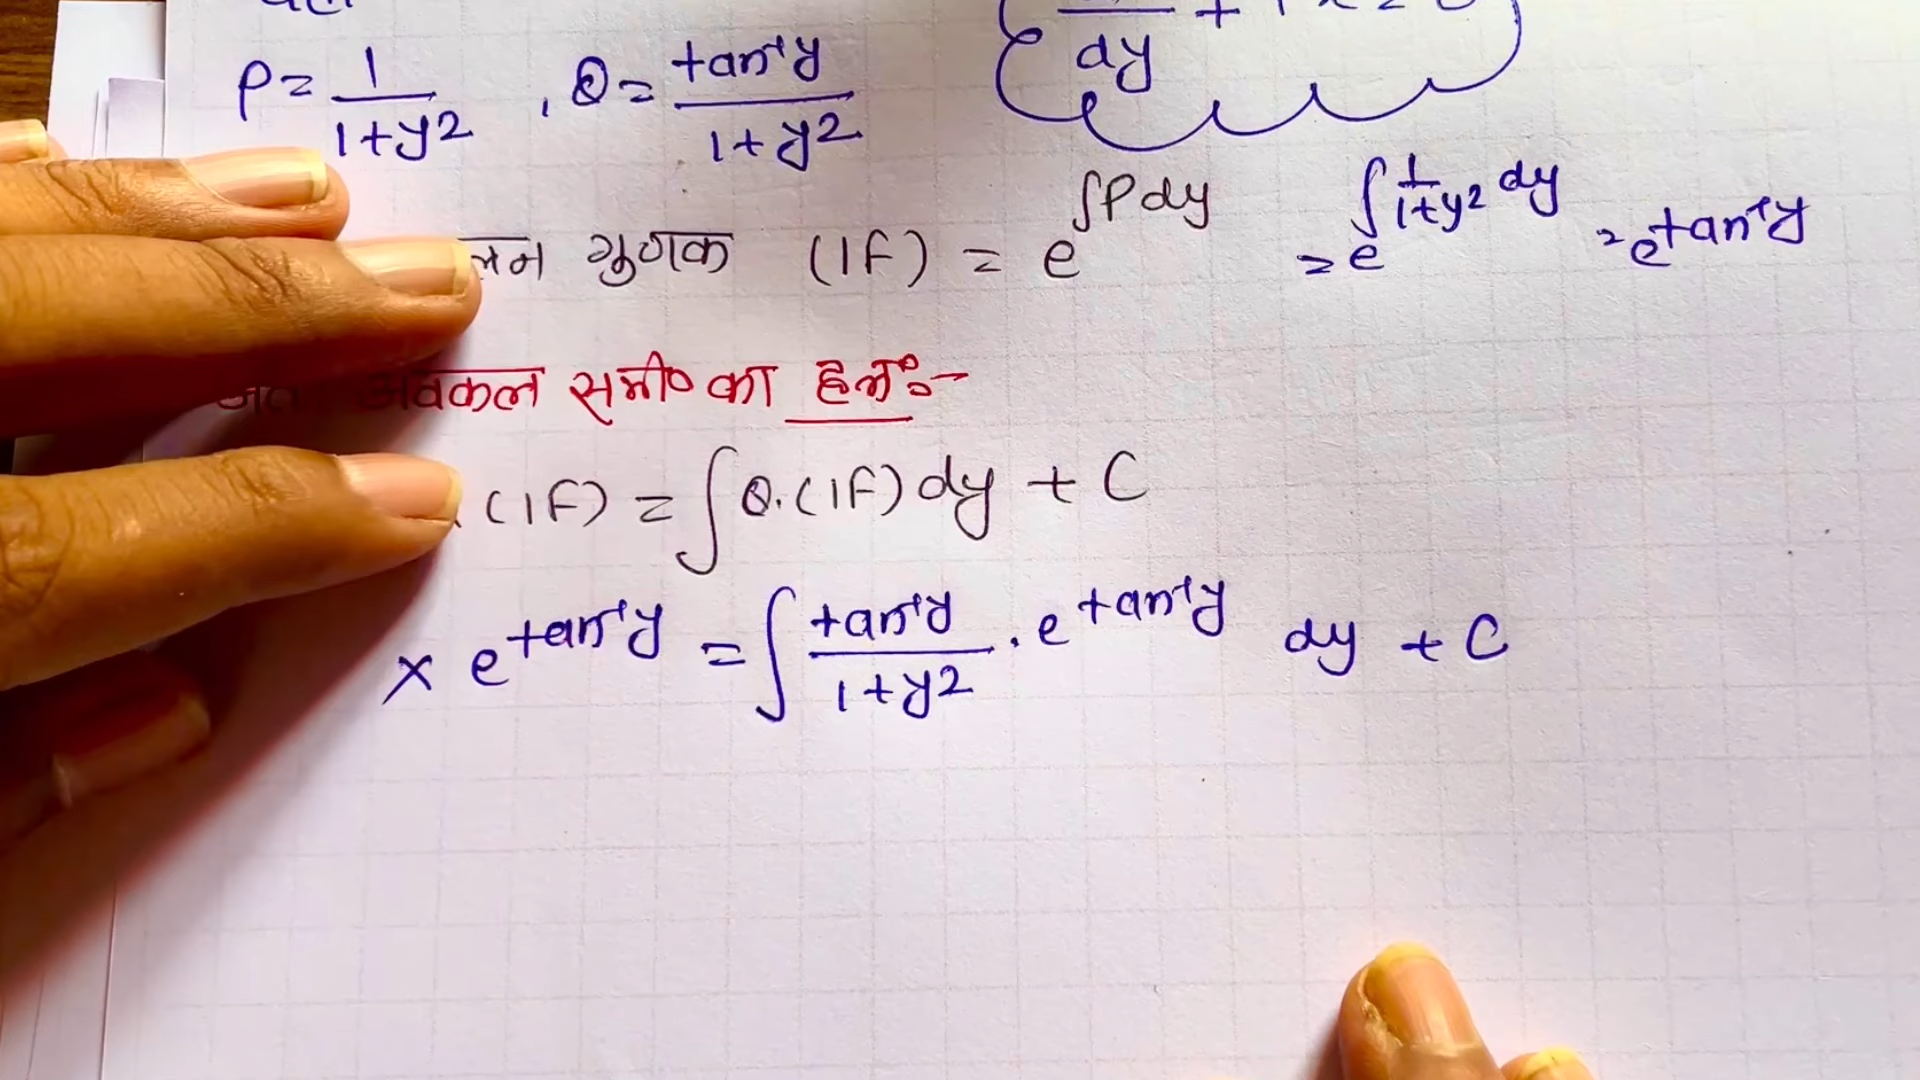 P = 1/(1+y2) , Q = tan⁻¹y/(1+y2)
dy
गुणक (IF) = e^∫P dy = e^∫1/(1+y2) dy = e^tan⁻¹y
अवकल समी० का हल :-
. (IF) = ∫Q.(IF) dy + C
x e^tan⁻¹y = ∫ tan⁻¹y/(1+y2) . e^tan⁻¹y dy + C